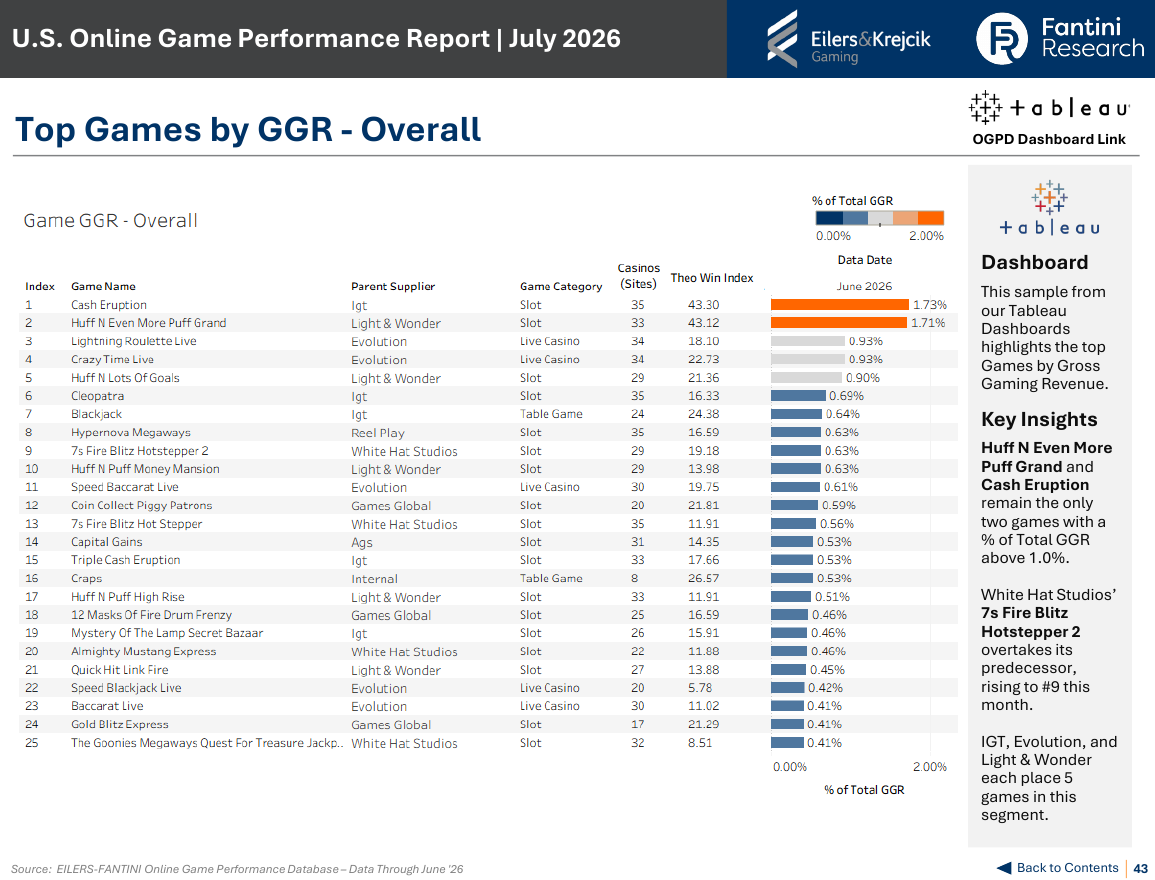 U.S. Online Game Performance Report | July 2026
Eilers&Krejcik
Gaming
Fantini
Research
Top Games by GGR - Overall
+ableau
OGPD Dashboard Link
Game GGR - Overall
% of Total GGR
0.00% 2.00%
Data Date
Index Game Name Parent Supplier Game Category Casinos (Sites) Theo Win Index June 2026
1 Cash Eruption Igt Slot 35 43.30 1.73%
2 Huff N Even More Puff Grand Light & Wonder Slot 33 43.12 1.71%
3 Lightning Roulette Live Evolution Live Casino 34 18.10 0.93%
4 Crazy Time Live Evolution Live Casino 34 22.73 0.93%
5 Huff N Lots Of Goals Light & Wonder Slot 29 21.36 0.90%
6 Cleopatra Igt Slot 35 16.33 0.69%
7 Blackjack Igt Table Game 24 24.38 0.64%
8 Hypernova Megaways Reel Play Slot 35 16.59 0.63%
9 7s Fire Blitz Hotstepper 2 White Hat Studios Slot 29 19.18 0.63%
10 Huff N Puff Money Mansion Light & Wonder Slot 29 13.98 0.63%
11 Speed Baccarat Live Evolution Live Casino 30 19.75 0.61%
12 Coin Collect Piggy Patrons Games Global Slot 20 21.81 0.59%
13 7s Fire Blitz Hot Stepper White Hat Studios Slot 35 11.91 0.56%
14 Capital Gains Ags Slot 31 14.35 0.53%
15 Triple Cash Eruption Igt Slot 33 17.66 0.53%
16 Craps Internal Table Game 8 26.57 0.53%
17 Huff N Puff High Rise Light & Wonder Slot 33 11.91 0.51%
18 12 Masks Of Fire Drum Frenzy Games Global Slot 25 16.59 0.46%
19 Mystery Of The Lamp Secret Bazaar Igt Slot 26 15.91 0.46%
20 Almighty Mustang Express White Hat Studios Slot 22 11.88 0.46%
21 Quick Hit Link Fire Light & Wonder Slot 27 13.88 0.45%
22 Speed Blackjack Live Evolution Live Casino 20 5.78 0.42%
23 Baccarat Live Evolution Live Casino 30 11.02 0.41%
24 Gold Blitz Express Games Global Slot 17 21.29 0.41%
25 The Goonies Megaways Quest For Treasure Jackp.. White Hat Studios Slot 32 8.51 0.41%
0.00% 2.00%
% of Total GGR
+ableau
Dashboard
This sample from
our Tableau
Dashboards
highlights the top
Games by Gross
Gaming Revenue.
Key Insights
Huff N Even More
Puff Grand and
Cash Eruption
remain the only
two games with a
% of Total GGR
above 1.0%.
White Hat Studios’
7s Fire Blitz
Hotstepper 2
overtakes its
predecessor,
rising to #9 this
month.
IGT, Evolution, and
Light & Wonder
each place 5
games in this
segment.
Source: EILERS-FANTINI Online Game Performance Database – Data Through June '26
Back to Contents | 43